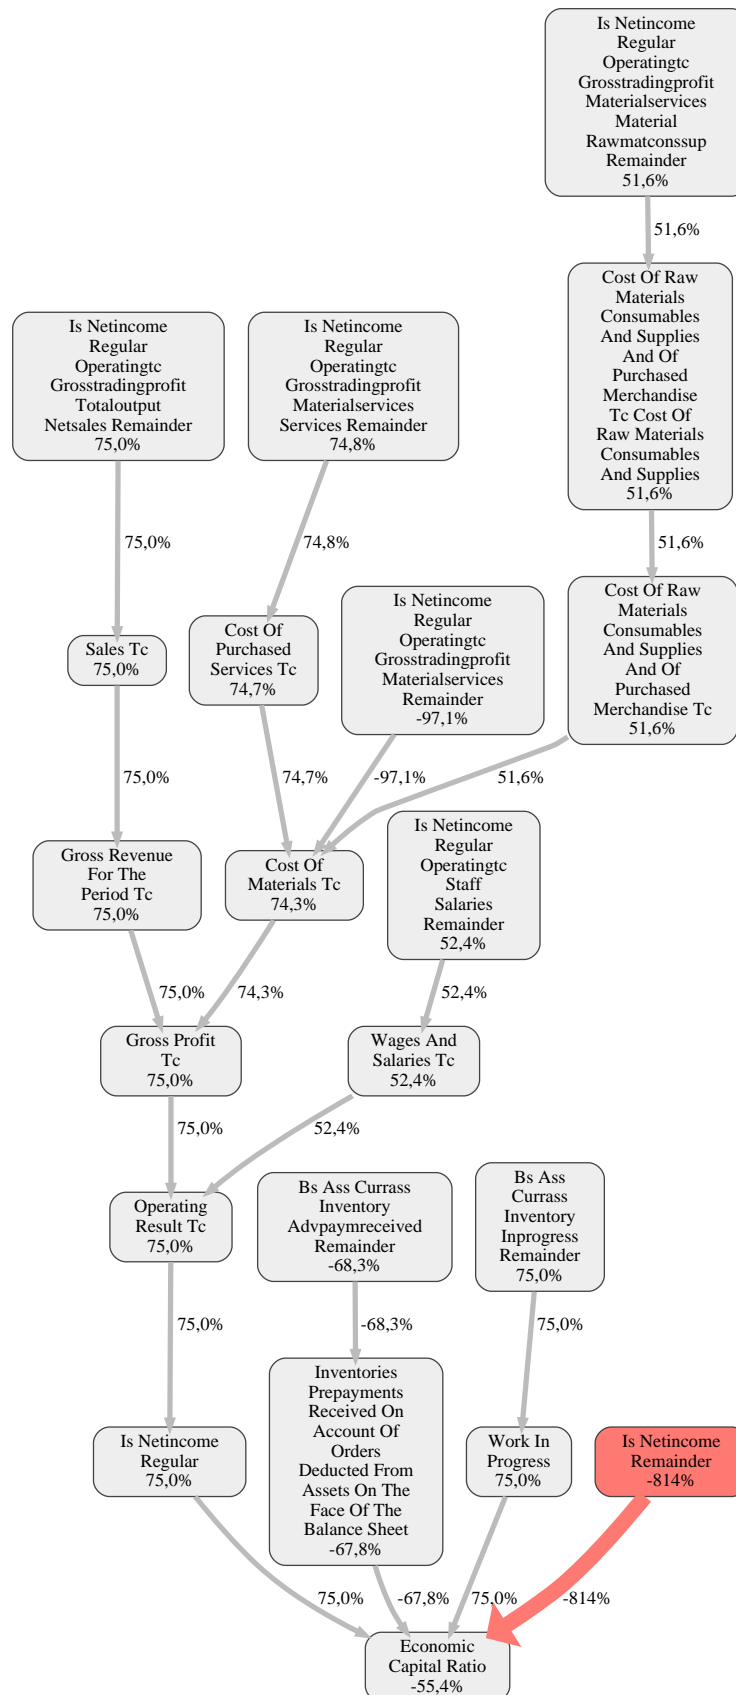 Is Netincome
Regular
Operatingtc
Grosstradingprofit
Materialservices
Material
Rawmatconssup
Remainder
51,6%
51,6%
Cost Of Raw
Materials
Consumables
And Supplies
And Of
Purchased
Merchandise
Tc Cost Of
Raw Materials
Consumables
And Supplies
51,6%
Is Netincome
Regular
Operatingtc
Grosstradingprofit
Totaloutput
Netsales Remainder
75,0%
Is Netincome
Regular
Operatingtc
Grosstradingprofit
Materialservices
Services Remainder
74,8%
75,0%
74,8%
51,6%
Sales Tc
75,0%
Cost Of
Purchased
Services Tc
74,7%
Is Netincome
Regular
Operatingtc
Grosstradingprofit
Materialservices
Remainder
-97,1%
Cost Of Raw
Materials
Consumables
And Supplies
And Of
Purchased
Merchandise Tc
51,6%
75,0%
74,7%
-97,1%
51,6%
Gross Revenue
For The
Period Tc
75,0%
Cost Of
Materials Tc
74,3%
Is Netincome
Regular
Operatingtc
Staff
Salaries
Remainder
52,4%
75,0%
74,3%
52,4%
Gross Profit
Tc
75,0%
Wages And
Salaries Tc
52,4%
75,0%
52,4%
Operating
Result Tc
75,0%
Bs Ass Currass
Inventory
Advpaymreceived
Remainder
-68,3%
Bs Ass
Currass
Inventory
Inprogress
Remainder
75,0%
75,0%
-68,3%
75,0%
Is Netincome
Regular
75,0%
Inventories
Prepayments
Received On
Account Of
Orders
Deducted From
Assets On The
Face Of The
Balance Sheet
-67,8%
Work In
Progress
75,0%
Is Netincome
Remainder
-814%
75,0%
-67,8%
75,0%
-814%
Economic
Capital Ratio
-55,4%